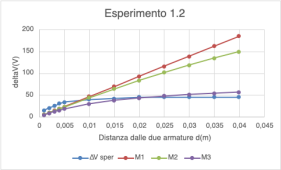 Esperimento 1.2
deltaV(V)
250
200
150
100
50
0
0 0,005 0,01 0,015 0,02 0,025 0,03 0,035 0,04 0,045
Distanza dalle due armature d(m)
ΔV sper M1 M2 M3